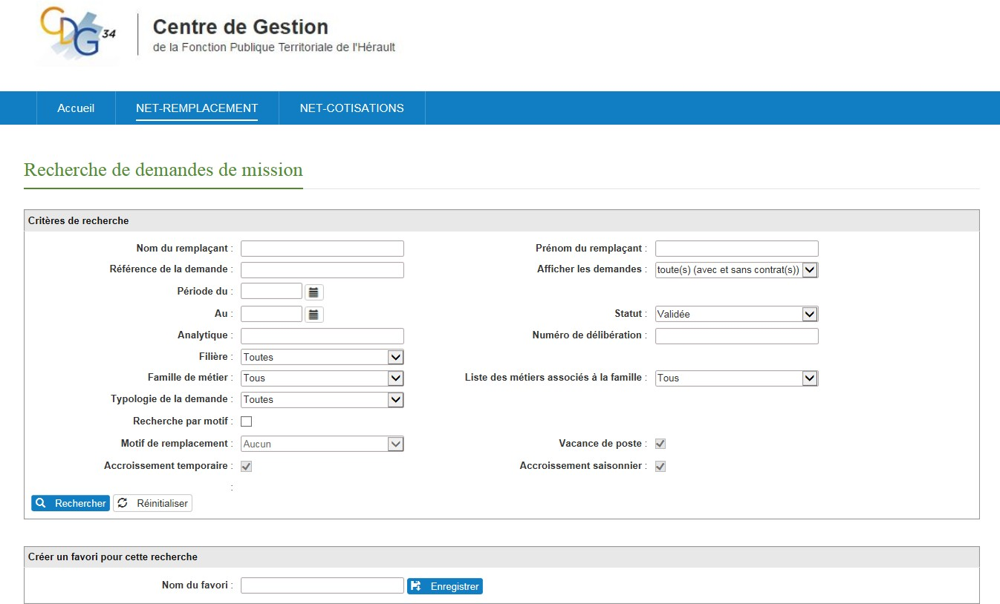 CDG 34
Centre de Gestion
de la Fonction Publique Territoriale de l'Hérault
Accueil NET-REMPLACEMENT NET-COTISATIONS
Recherche de demandes de mission
Critères de recherche
Nom du remplaçant : Prénom du remplaçant :
Référence de la demande : Afficher les demandes : toute(s) (avec et sans contrat(s))
Période du :
Au : Statut : Validée
Analytique : Numéro de délibération :
Filière : Toutes
Famille de métier : Tous Liste des métiers associés à la famille : Tous
Typologie de la demande : Toutes
Recherche par motif :
Motif de remplacement : Aucun Vacance de poste :
Accroissement temporaire : Accroissement saisonnier :
:
Rechercher Réinitialiser
Créer un favori pour cette recherche
Nom du favori : Enregistrer